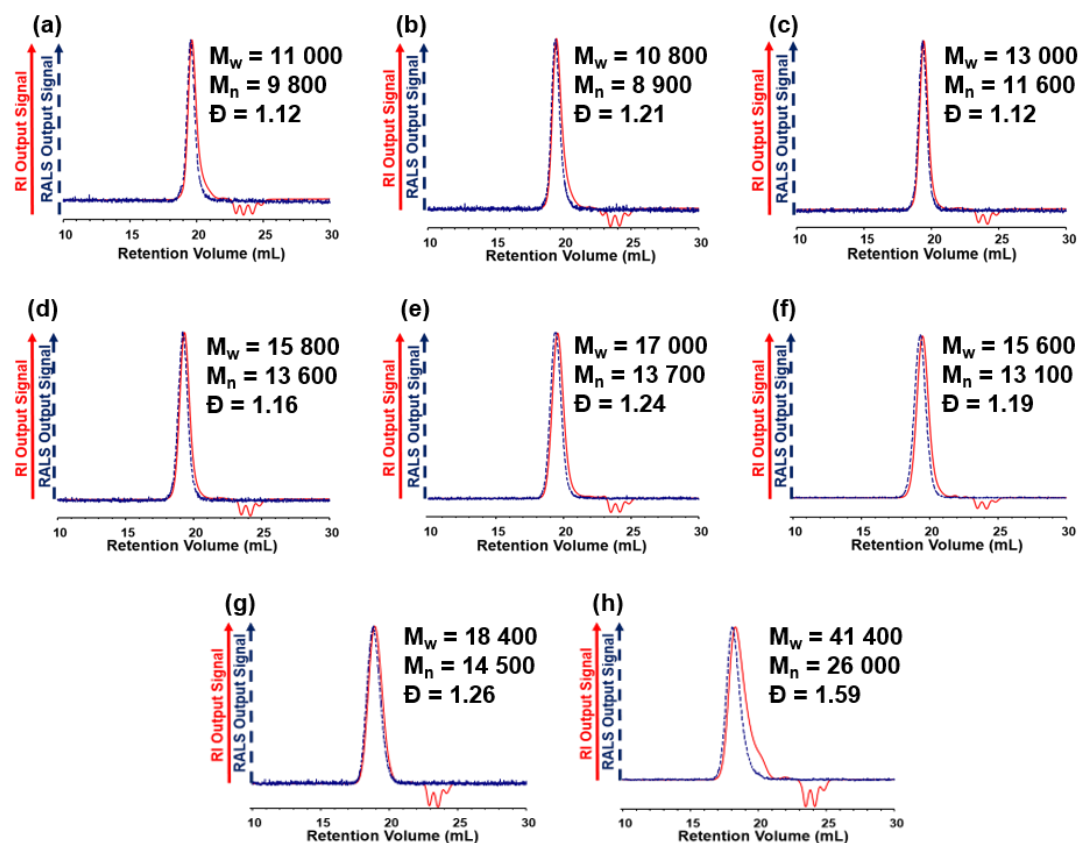 (a)
RI Output Signal
RALS Output Signal
Mw = 11 000
Mn = 9 800
Đ = 1.12
10 15 20 25 30
Retention Volume (mL)
(b)
RI Output Signal
RALS Output Signal
Mw = 10 800
Mn = 8 900
Đ = 1.21
10 15 20 25 30
Retention Volume (mL)
(c)
RI Output Signal
RALS Output Signal
Mw = 13 000
Mn = 11 600
Đ = 1.12
10 15 20 25 30
Retention Volume (mL)
(d)
RI Output Signal
RALS Output Signal
Mw = 15 800
Mn = 13 600
Đ = 1.16
10 15 20 25 30
Retention Volume (mL)
(e)
RI Output Signal
RALS Output Signal
Mw = 17 000
Mn = 13 700
Đ = 1.24
10 15 20 25 30
Retention Volume (mL)
(f)
RI Output Signal
RALS Output Signal
Mw = 15 600
Mn = 13 100
Đ = 1.19
10 15 20 25 30
Retention Volume (mL)
(g)
RI Output Signal
RALS Output Signal
Mw = 18 400
Mn = 14 500
Đ = 1.26
10 15 20 25 30
Retention Volume (mL)
(h)
RI Output Signal
RALS Output Signal
Mw = 41 400
Mn = 26 000
Đ = 1.59
10 15 20 25 30
Retention Volume (mL)